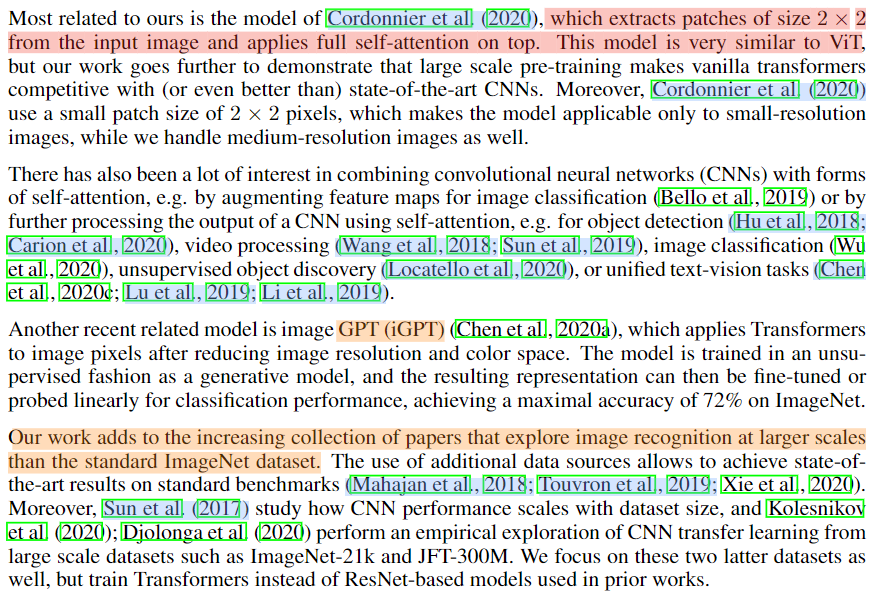 Most related to ours is the model of Cordonnier et al. (2020), which extracts patches of size 2 × 2
from the input image and applies full self-attention on top. This model is very similar to ViT,
but our work goes further to demonstrate that large scale pre-training makes vanilla transformers
competitive with (or even better than) state-of-the-art CNNs. Moreover, Cordonnier et al. (2020)
use a small patch size of 2 × 2 pixels, which makes the model applicable only to small-resolution
images, while we handle medium-resolution images as well.
There has also been a lot of interest in combining convolutional neural networks (CNNs) with forms
of self-attention, e.g. by augmenting feature maps for image classification (Bello et al., 2019) or by
further processing the output of a CNN using self-attention, e.g. for object detection (Hu et al., 2018;
Carion et al., 2020), video processing (Wang et al., 2018; Sun et al., 2019), image classification (Wu
et al., 2020), unsupervised object discovery (Locatello et al., 2020), or unified text-vision tasks (Chen
et al., 2020c; Lu et al., 2019; Li et al., 2019).
Another recent related model is image GPT (iGPT) (Chen et al., 2020a), which applies Transformers
to image pixels after reducing image resolution and color space. The model is trained in an unsu-
pervised fashion as a generative model, and the resulting representation can then be fine-tuned or
probed linearly for classification performance, achieving a maximal accuracy of 72% on ImageNet.
Our work adds to the increasing collection of papers that explore image recognition at larger scales
than the standard ImageNet dataset. The use of additional data sources allows to achieve state-of-
the-art results on standard benchmarks (Mahajan et al., 2018; Touvron et al., 2019; Xie et al., 2020).
Moreover, Sun et al. (2017) study how CNN performance scales with dataset size, and Kolesnikov
et al. (2020); Djolonga et al. (2020) perform an empirical exploration of CNN transfer learning from
large scale datasets such as ImageNet-21k and JFT-300M. We focus on these two latter datasets as
well, but train Transformers instead of ResNet-based models used in prior works.